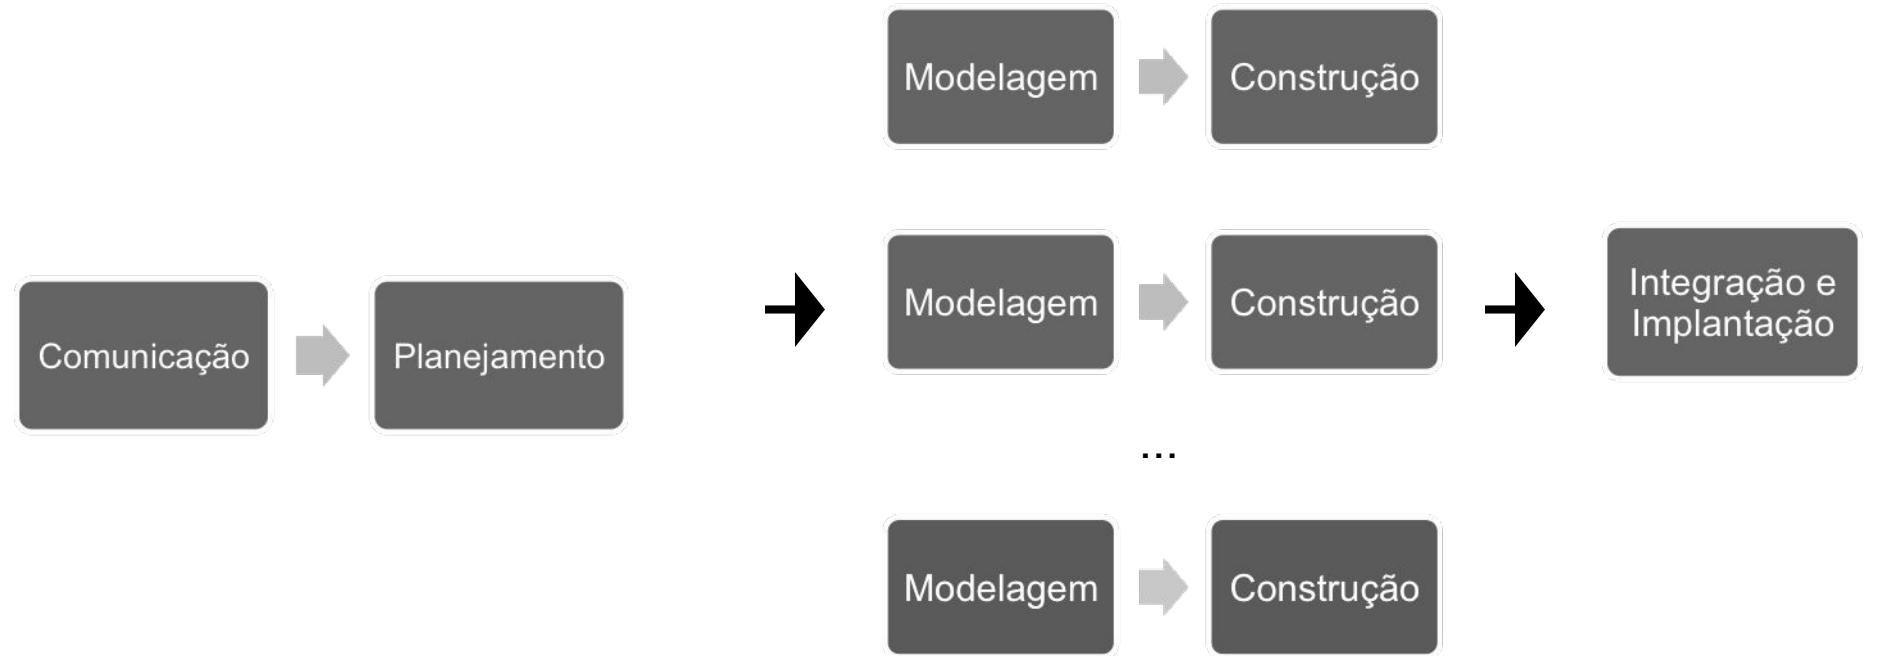 Comunicação
Planejamento
Modelagem
Construção
Modelagem
Construção
...
Modelagem
Construção
Integração e
Implantação